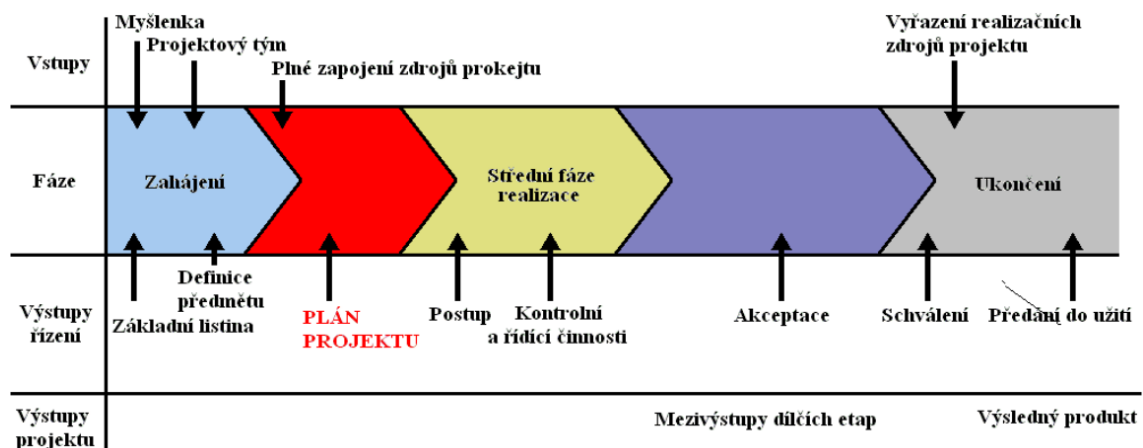 Myšlenka
Projektový tým
Plné zapojení zdrojů prokejtu
Vyřazení realizačních
zdrojů projektu
Vstupy
Fáze
Zahájení
Střední fáze
realizace
Ukončení
Výstupy
řízení
Základní listina
Definice
předmětu
PLÁN
PROJEKTU
Postup
Kontrolní
a řídící činnosti
Akceptace
Schválení
Předání do užití
Výstupy
projektu
Mezivýstupy dílčích etap
Výsledný produkt